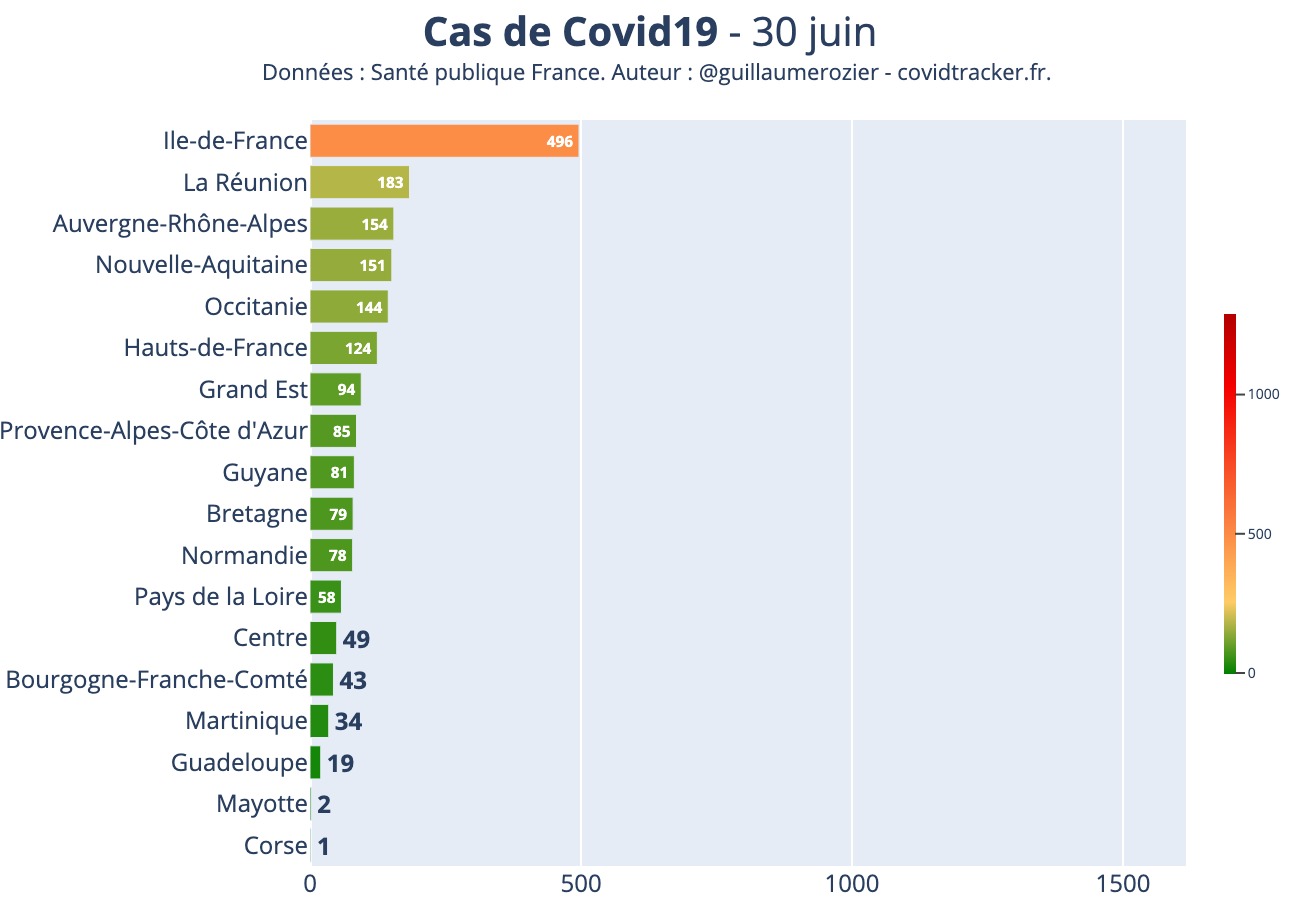 Cas de Covid19 - 30 juin
Données : Santé publique France. Auteur : @guillaumerozier - covidtracker.fr.
Ile-de-France 496
La Réunion 183
Auvergne-Rhône-Alpes 154
Nouvelle-Aquitaine 151
Occitanie 144
Hauts-de-France 124
Grand Est 94
Provence-Alpes-Côte d'Azur 85
Guyane 81
Bretagne 79
Normandie 78
Pays de la Loire 58
Centre 49
Bourgogne-Franche-Comté 43
Martinique 34
Guadeloupe 19
Mayotte 2
Corse 1
0 500 1000 1500
1000
500
0